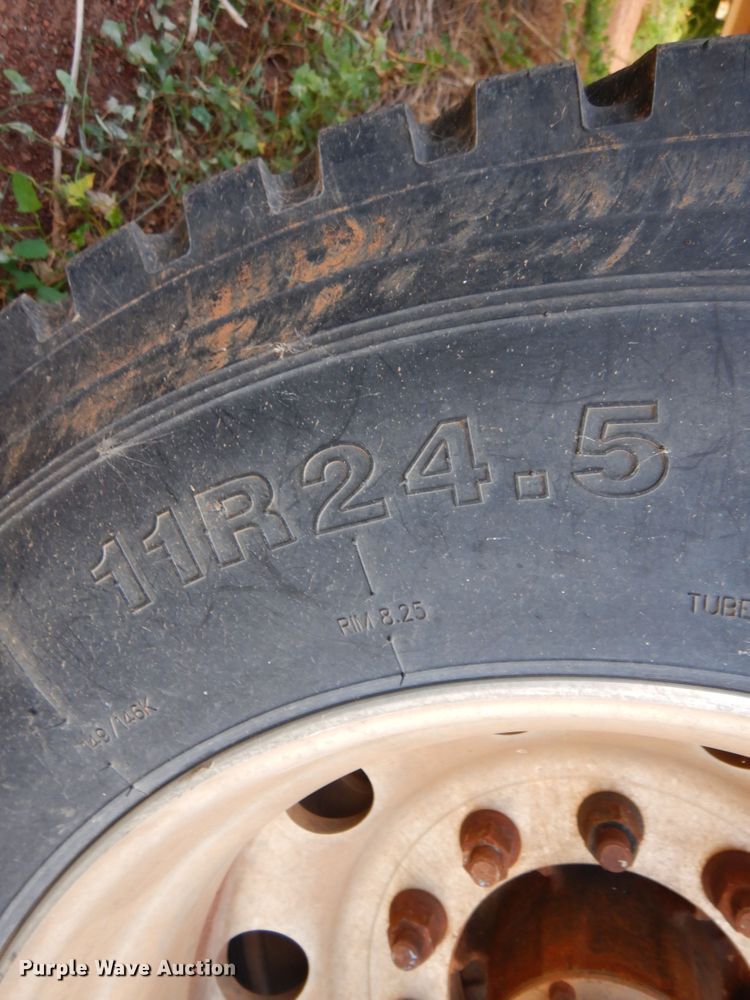 11R24.5
RIM 8.25
TUBE
149/146K
Purple Wave Auction